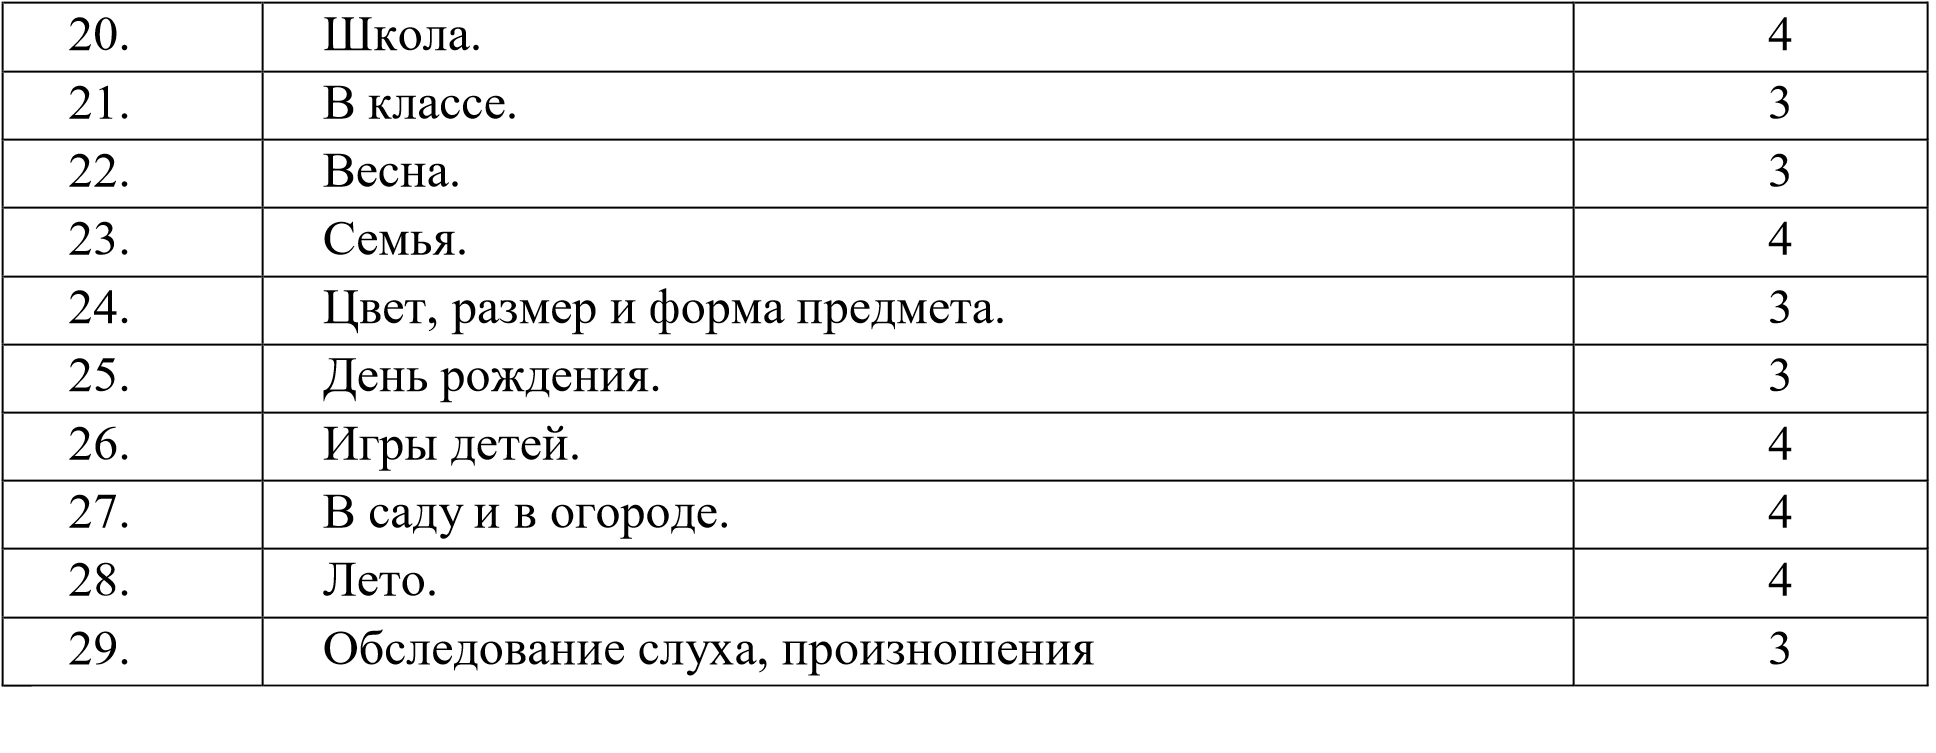 20. Школа. 4
21. В классе. 3
22. Весна. 3
23. Семья. 4
24. Цвет, размер и форма предмета. 3
25. День рождения. 3
26. Игры детей. 4
27. В саду и в огороде. 4
28. Лето. 4
29. Обследование слуха, произношения 3